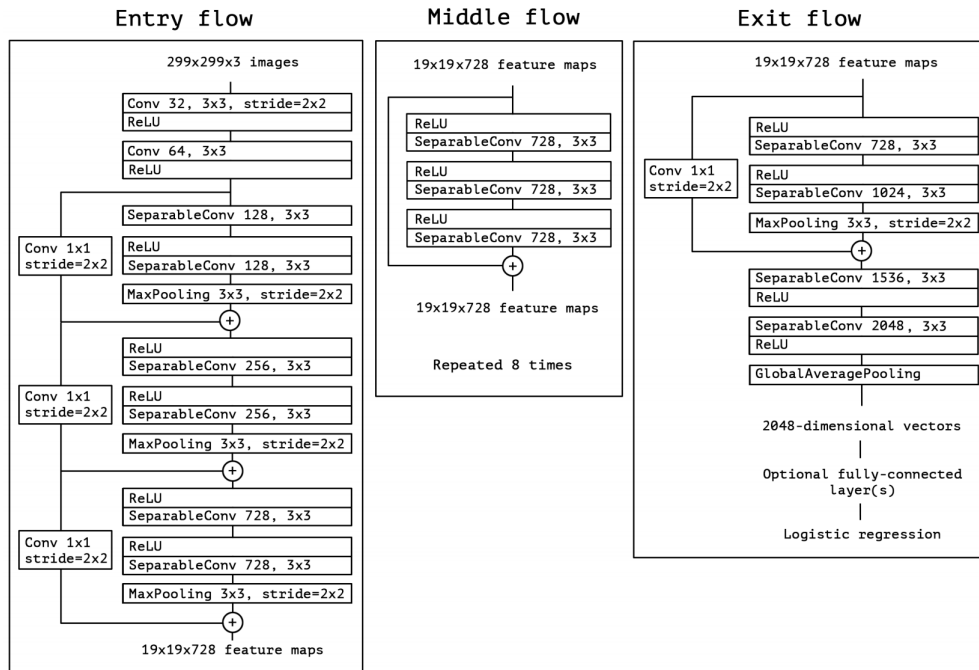 Entry flow
299x299x3 images
Conv 32, 3x3, stride=2x2
ReLU
Conv 64, 3x3
ReLU
SeparableConv 128, 3x3
Conv 1x1
stride=2x2
ReLU
SeparableConv 128, 3x3
MaxPooling 3x3, stride=2x2
+
ReLU
SeparableConv 256, 3x3
Conv 1x1
stride=2x2
ReLU
SeparableConv 256, 3x3
MaxPooling 3x3, stride=2x2
+
ReLU
SeparableConv 728, 3x3
Conv 1x1
stride=2x2
ReLU
SeparableConv 728, 3x3
MaxPooling 3x3, stride=2x2
+
19x19x728 feature maps
Middle flow
19x19x728 feature maps
ReLU
SeparableConv 728, 3x3
ReLU
SeparableConv 728, 3x3
ReLU
SeparableConv 728, 3x3
+
19x19x728 feature maps
Repeated 8 times
Exit flow
19x19x728 feature maps
ReLU
SeparableConv 728, 3x3
Conv 1x1
stride=2x2
ReLU
SeparableConv 1024, 3x3
MaxPooling 3x3, stride=2x2
+
SeparableConv 1536, 3x3
ReLU
SeparableConv 2048, 3x3
ReLU
GlobalAveragePooling
2048-dimensional vectors
Optional fully-connected
layer(s)
Logistic regression